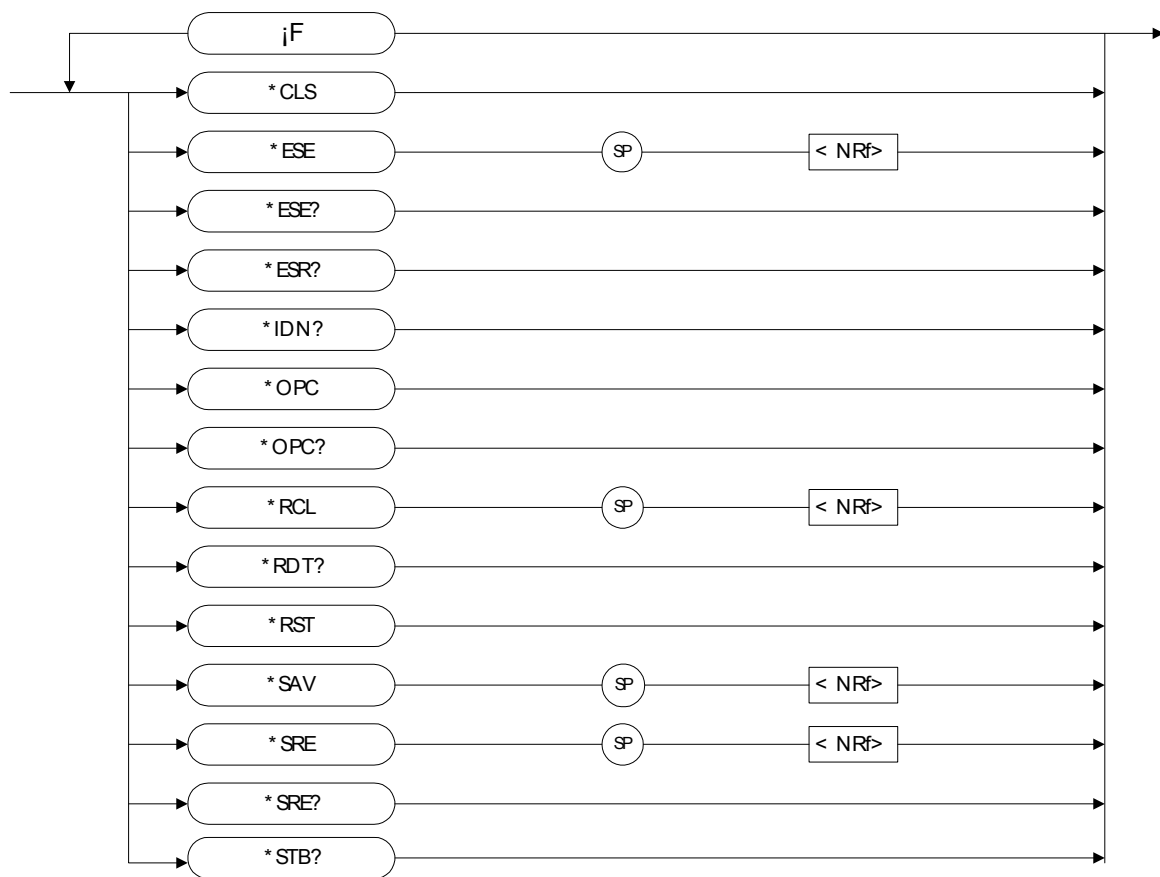 ¡F
*CLS
*ESE SP < NRf>
*ESE?
*ESR?
*IDN?
*OPC
*OPC?
*RCL SP < NRf>
*RDT?
*RST
*SAV SP < NRf>
*SRE SP < NRf>
*SRE?
*STB?